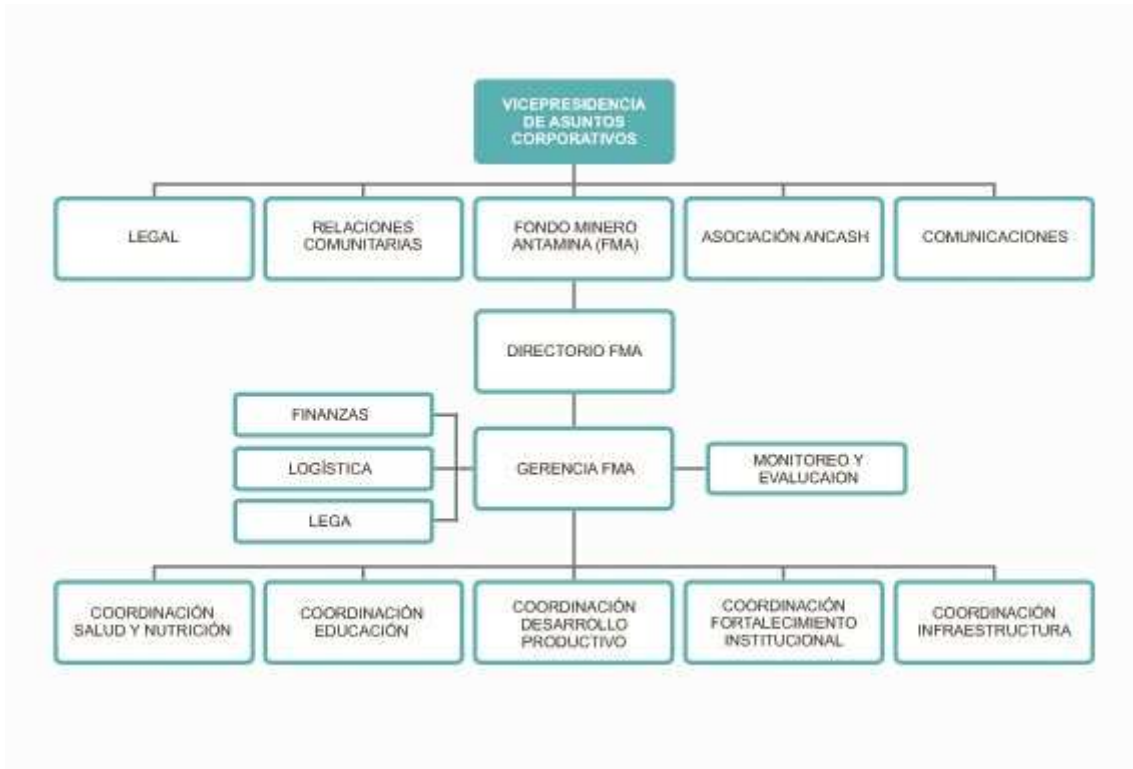 VICEPRESIDENCIA
DE ASUNTOS
CORPORATIVOS
LEGAL
RELACIONES
COMUNITARIAS
FONDO MINERO
ANTAMINA (FMA)
ASOCIACIÓN ANCASH
COMUNICACIONES
DIRECTORIO FMA
FINANZAS
LOGÍSTICA
LEGA
GERENCIA FMA
MONITOREO Y
EVALUCAIÓN
COORDINACIÓN
SALUD Y NUTRICIÓN
COORDINACIÓN
EDUCACIÓN
COORDINACIÓN
DESARROLLO
PRODUCTIVO
COORDINACIÓN
FORTALECIMIENTO
INSTITUCIONAL
COORDINACIÓN
INFRAESTRUCTURA